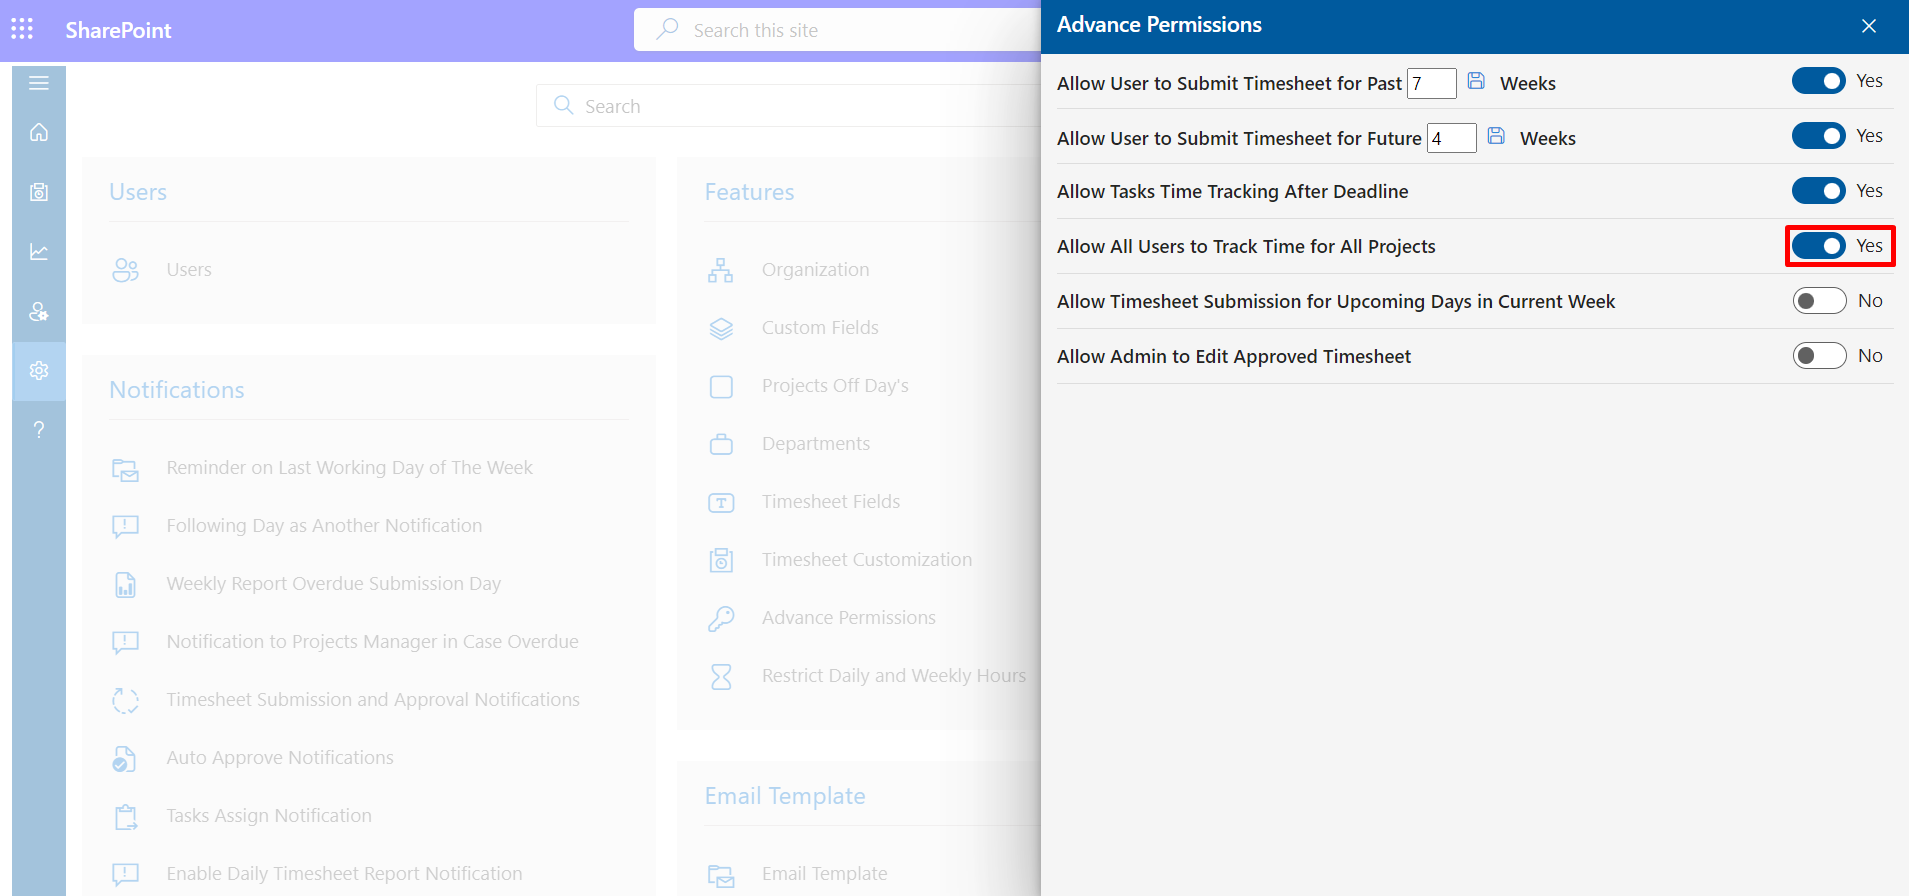 SharePoint
Search this site
Search
Users
Users
Notifications
Reminder on Last Working Day of The Week
Following Day as Another Notification
Weekly Report Overdue Submission Day
Notification to Projects Manager in Case Overdue
Timesheet Submission and Approval Notifications
Auto Approve Notifications
Tasks Assign Notification
Enable Daily Timesheet Report Notification
Features
Organization
Custom Fields
Projects Off Day's
Departments
Timesheet Fields
Timesheet Customization
Advance Permissions
Restrict Daily and Weekly Hours
Email Template
Email Template
Advance Permissions
Allow User to Submit Timesheet for Past 7 Weeks Yes
Allow User to Submit Timesheet for Future 4 Weeks Yes
Allow Tasks Time Tracking After Deadline Yes
Allow All Users to Track Time for All Projects Yes
Allow Timesheet Submission for Upcoming Days in Current Week No
Allow Admin to Edit Approved Timesheet No